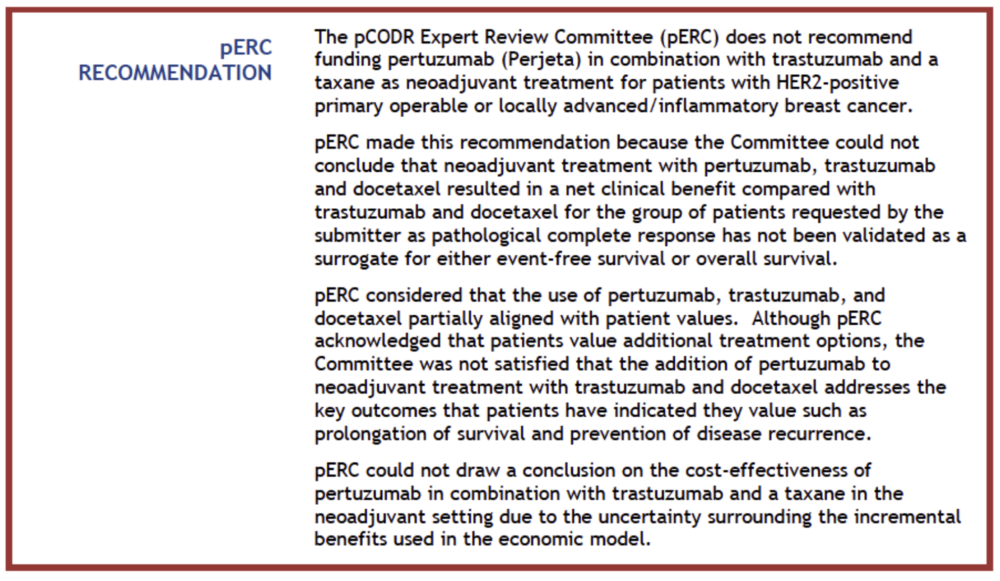 pERC
RECOMMENDATION
The pCODR Expert Review Committee (pERC) does not recommend
funding pertuzumab (Perjeta) in combination with trastuzumab and a
taxane as neoadjuvant treatment for patients with HER2-positive
primary operable or locally advanced/inflammatory breast cancer.
pERC made this recommendation because the Committee could not
conclude that neoadjuvant treatment with pertuzumab, trastuzumab
and docetaxel resulted in a net clinical benefit compared with
trastuzumab and docetaxel for the group of patients requested by the
submitter as pathological complete response has not been validated as a
surrogate for either event-free survival or overall survival.
pERC considered that the use of pertuzumab, trastuzumab, and
docetaxel partially aligned with patient values.  Although pERC
acknowledged that patients value additional treatment options, the
Committee was not satisfied that the addition of pertuzumab to
neoadjuvant treatment with trastuzumab and docetaxel addresses the
key outcomes that patients have indicated they value such as
prolongation of survival and prevention of disease recurrence.
pERC could not draw a conclusion on the cost-effectiveness of
pertuzumab in combination with trastuzumab and a taxane in the
neoadjuvant setting due to the uncertainty surrounding the incremental
benefits used in the economic model.